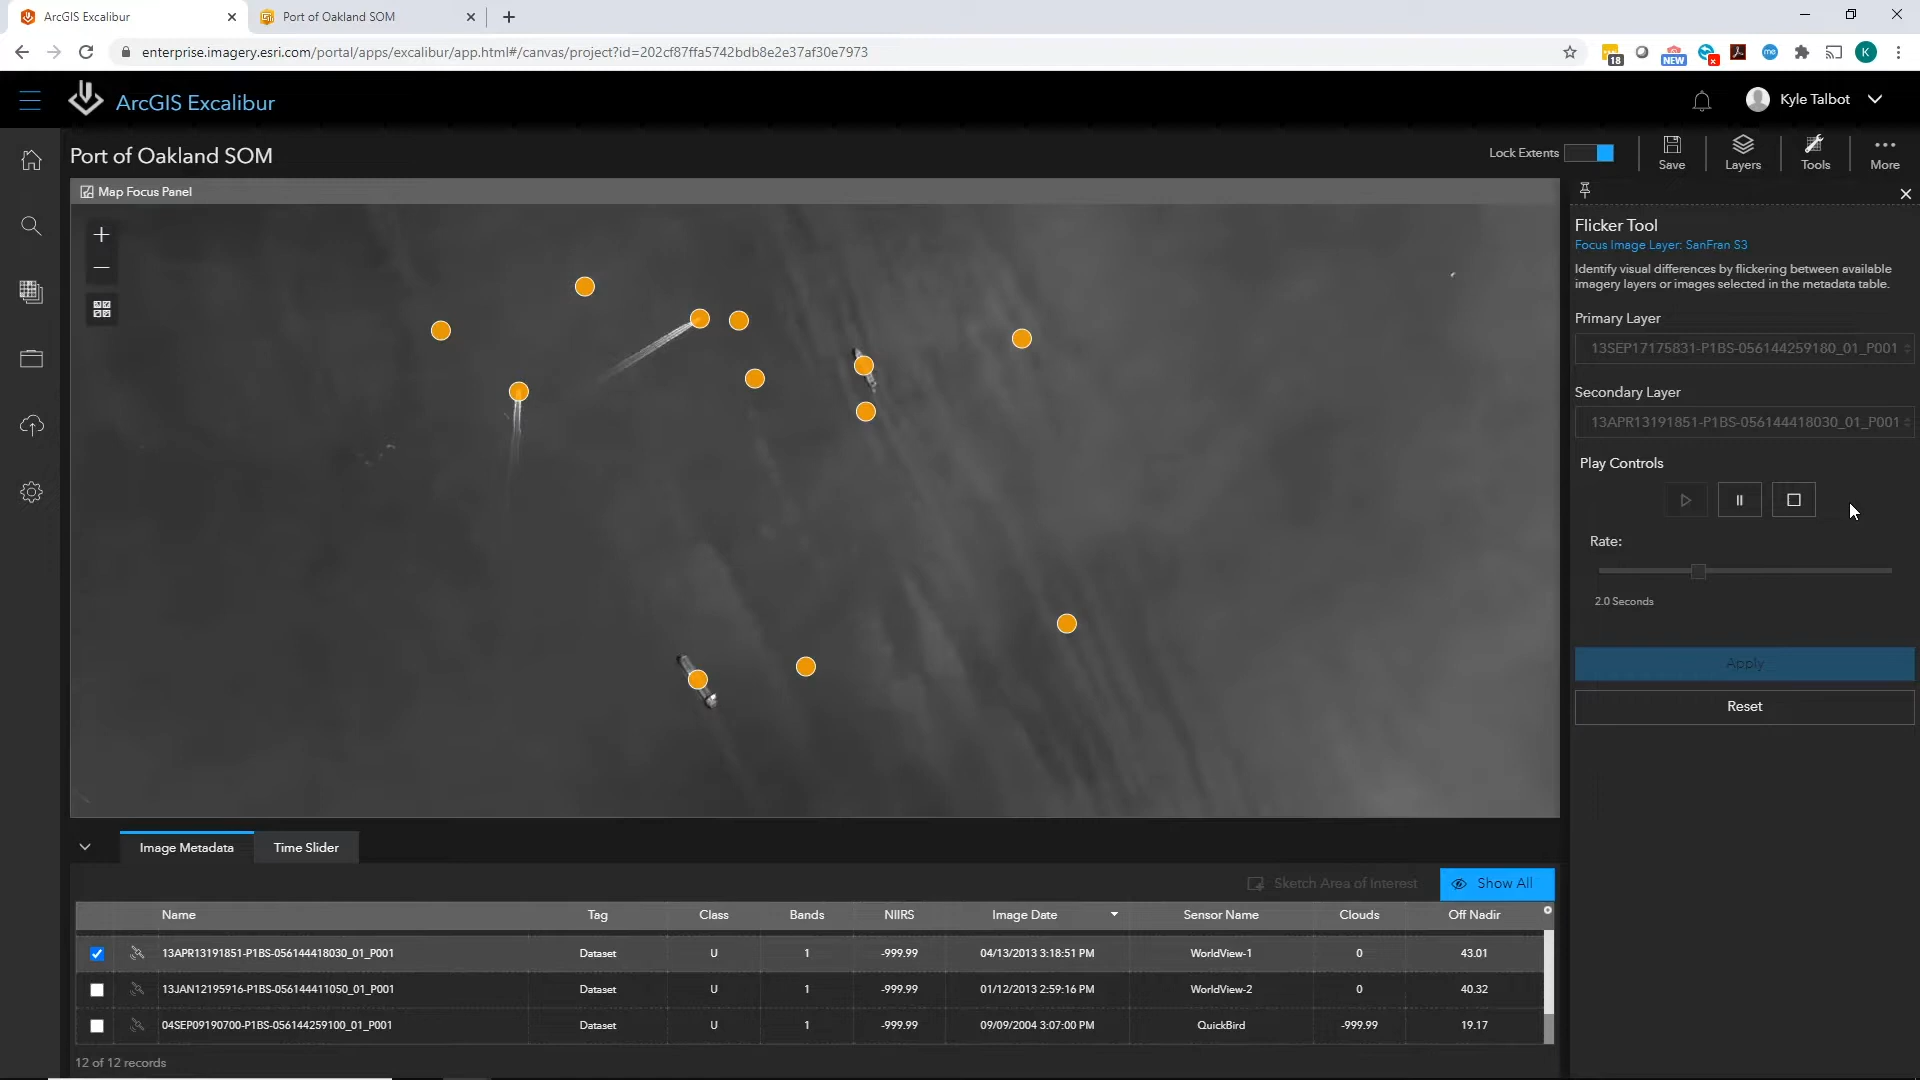 ArcGIS Excalibur
Port of Oakland SOM
enterprise.imagery.esri.com/portal/apps/excalibur/app.html#/canvas/project?id=202cf87ffa5742bdb8e2e37af30e7973
18
NEW
me
K
ArcGIS Excalibur
Kyle Talbot
Port of Oakland SOM
Lock Extents
Save
Layers
Tools
More
Map Focus Panel
Flicker Tool
Focus Image Layer: SanFran S3
Identify visual differences by flickering between available
imagery layers or images selected in the metadata table.
Primary Layer
13SEP17175831-P1BS-056144259180_01_P001
Secondary Layer
13APR13191851-P1BS-056144418030_01_P001
Play Controls
Rate:
2.0 Seconds
Apply
Reset
Image Metadata
Time Slider
Sketch Area of Interest
Show All
Name Tag Class Bands NIIRS Image Date Sensor Name Clouds Off Nadir
13APR13191851-P1BS-056144418030_01_P001 Dataset U 1 -999.99 04/13/2013 3:18:51 PM WorldView-1 0 43.01
13JAN12195916-P1BS-056144411050_01_P001 Dataset U 1 -999.99 01/12/2013 2:59:16 PM WorldView-2 0 40.32
04SEP09190700-P1BS-056144259100_01_P001 Dataset U 1 -999.99 09/09/2004 3:07:00 PM QuickBird -999.99 19.17
12 of 12 records